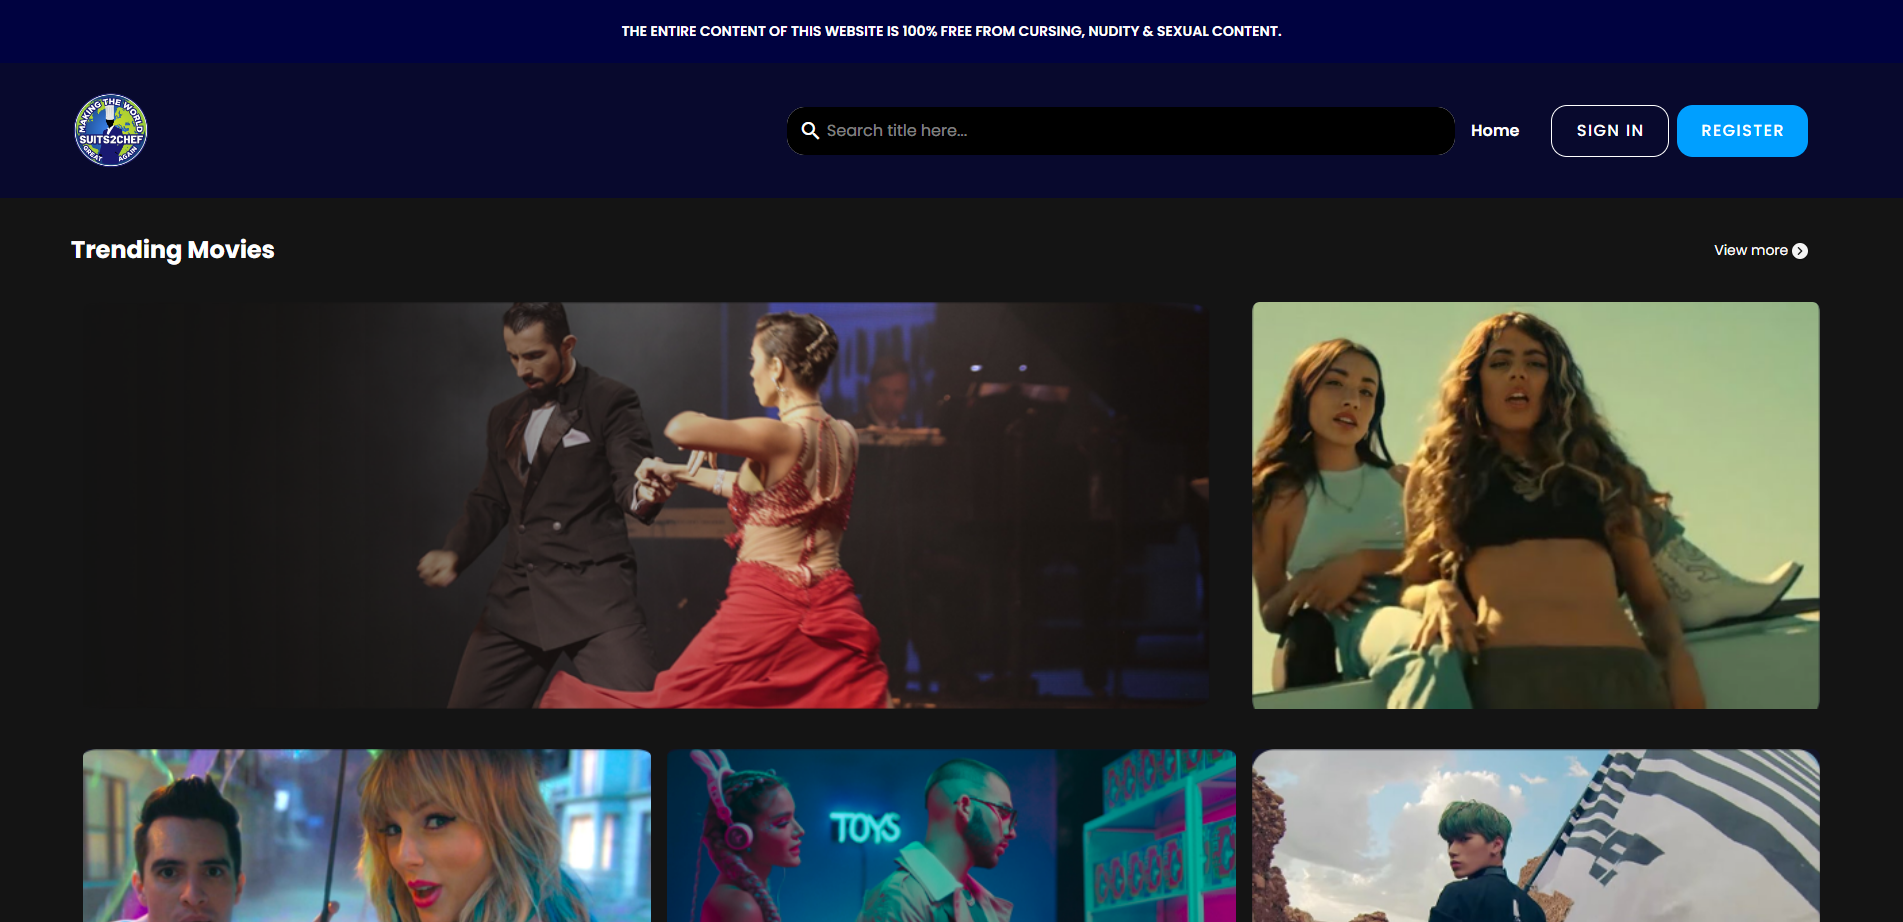 THE ENTIRE CONTENT OF THIS WEBSITE IS 100% FREE FROM CURSING, NUDITY & SEXUAL CONTENT.
MAKING THE WORLD
SUITS2CHEF
GREAT AGAIN
Search title here...
Home
SIGN IN
REGISTER
Trending Movies
View more
TOYS